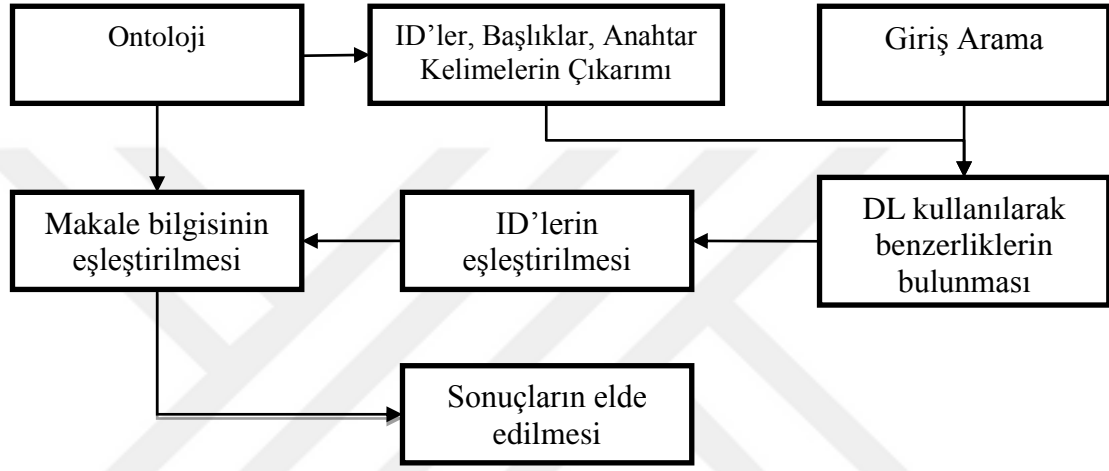 Ontoloji
ID’ler, Başlıklar, Anahtar
Kelimelerin Çıkarımı
Giriş Arama
Makale bilgisinin
eşleştirilmesi
ID’lerin
eşleştirilmesi
DL kullanılarak
benzerliklerin
bulunması
Sonuçların elde
edilmesi